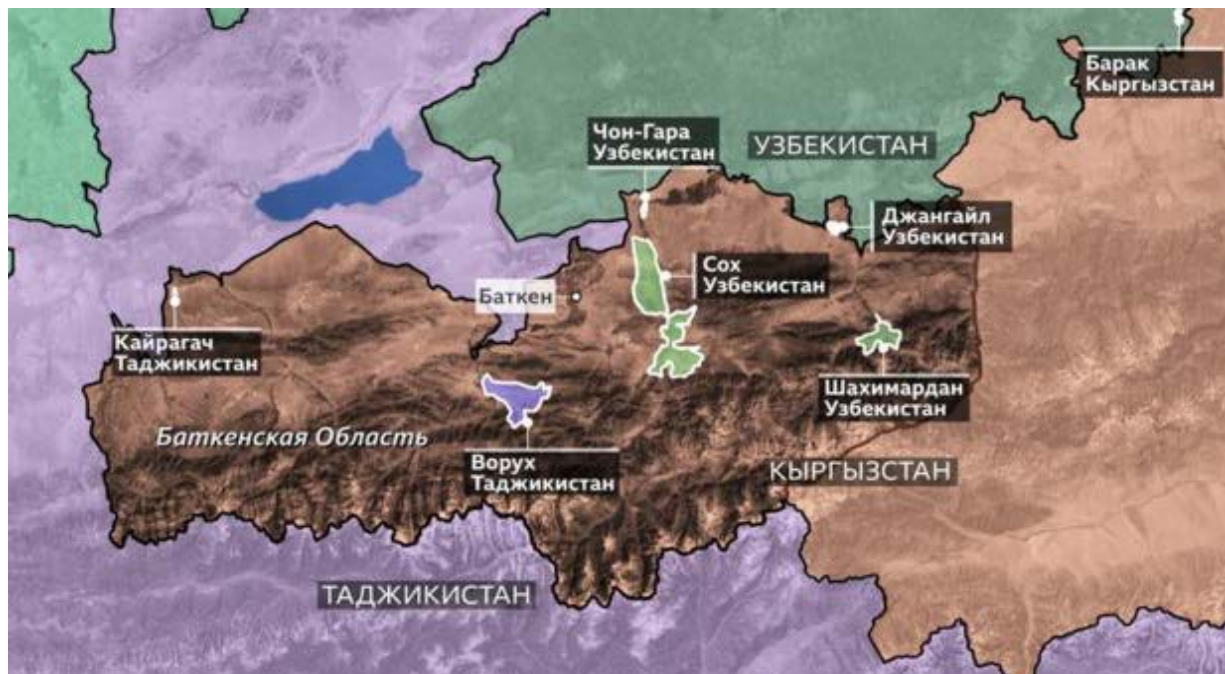 Барак
Кыргызстан
Чон-Гара
Узбекистан
УЗБЕКИСТАН
Джангайл
Узбекистан
Сох
Узбекистан
Баткен
Кайрагач
Таджикистан
Шахимардан
Узбекистан
Баткенская Область
Ворух
Таджикистан
КЫРГЫЗСТАН
ТАДЖИКИСТАН